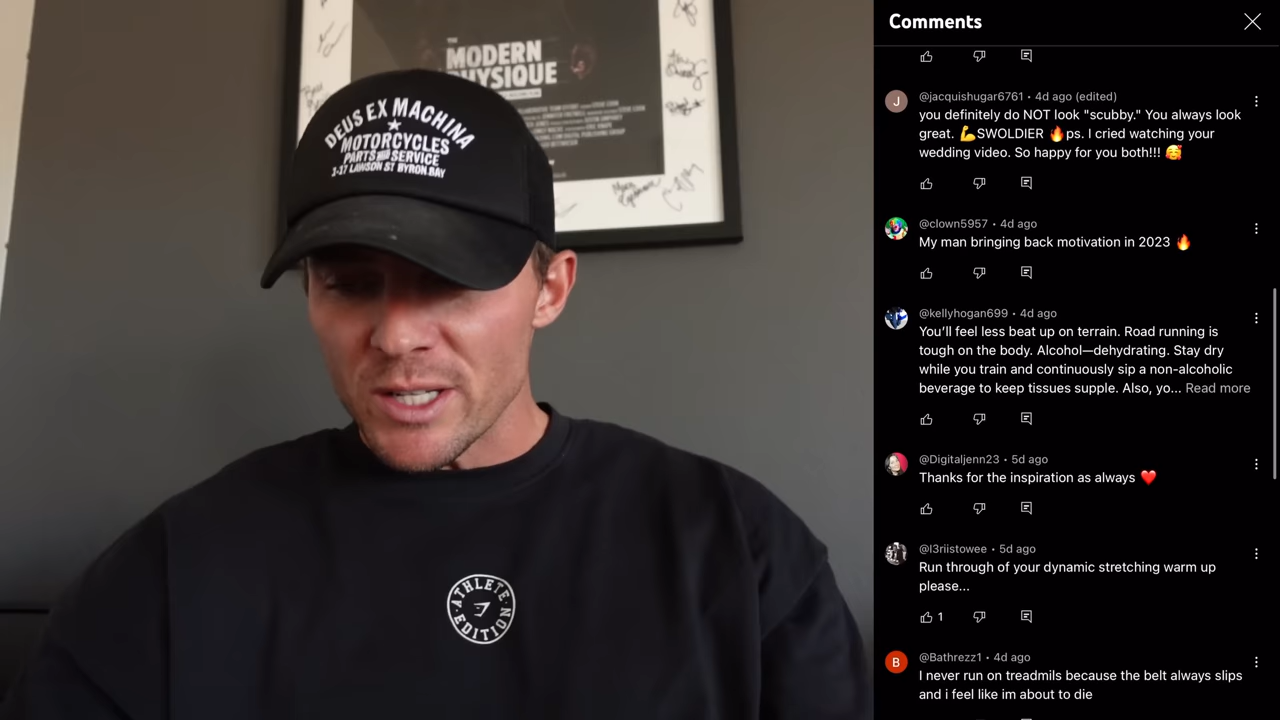 THE
MODERN
PHYSIQUE
DEUS EX MACHINA
MOTORCYCLES
PARTS AND SERVICE
1-37 LAWSON ST BYRON BAY
ATHLETE
EDITION
Comments
@jacquishugar6761 • 4d ago (edited)
you definitely do NOT look "scubby." You always look
great. 💪SWOLDIER 🔥ps. I cried watching your
wedding video. So happy for you both!!! 🥰
@clown5957 • 4d ago
My man bringing back motivation in 2023 🔥
@kellyhogan699 • 4d ago
You’ll feel less beat up on terrain. Road running is
tough on the body. Alcohol—dehydrating. Stay dry
while you train and continuously sip a non-alcoholic
beverage to keep tissues supple. Also, yo... Read more
@Digitaljenn23 • 5d ago
Thanks for the inspiration as always ❤️
@l3riistowee • 5d ago
Run through of your dynamic stretching warm up
please...
1
B
@Bathrezz1 • 4d ago
I never run on treadmils because the belt always slips
and i feel like im about to die
J